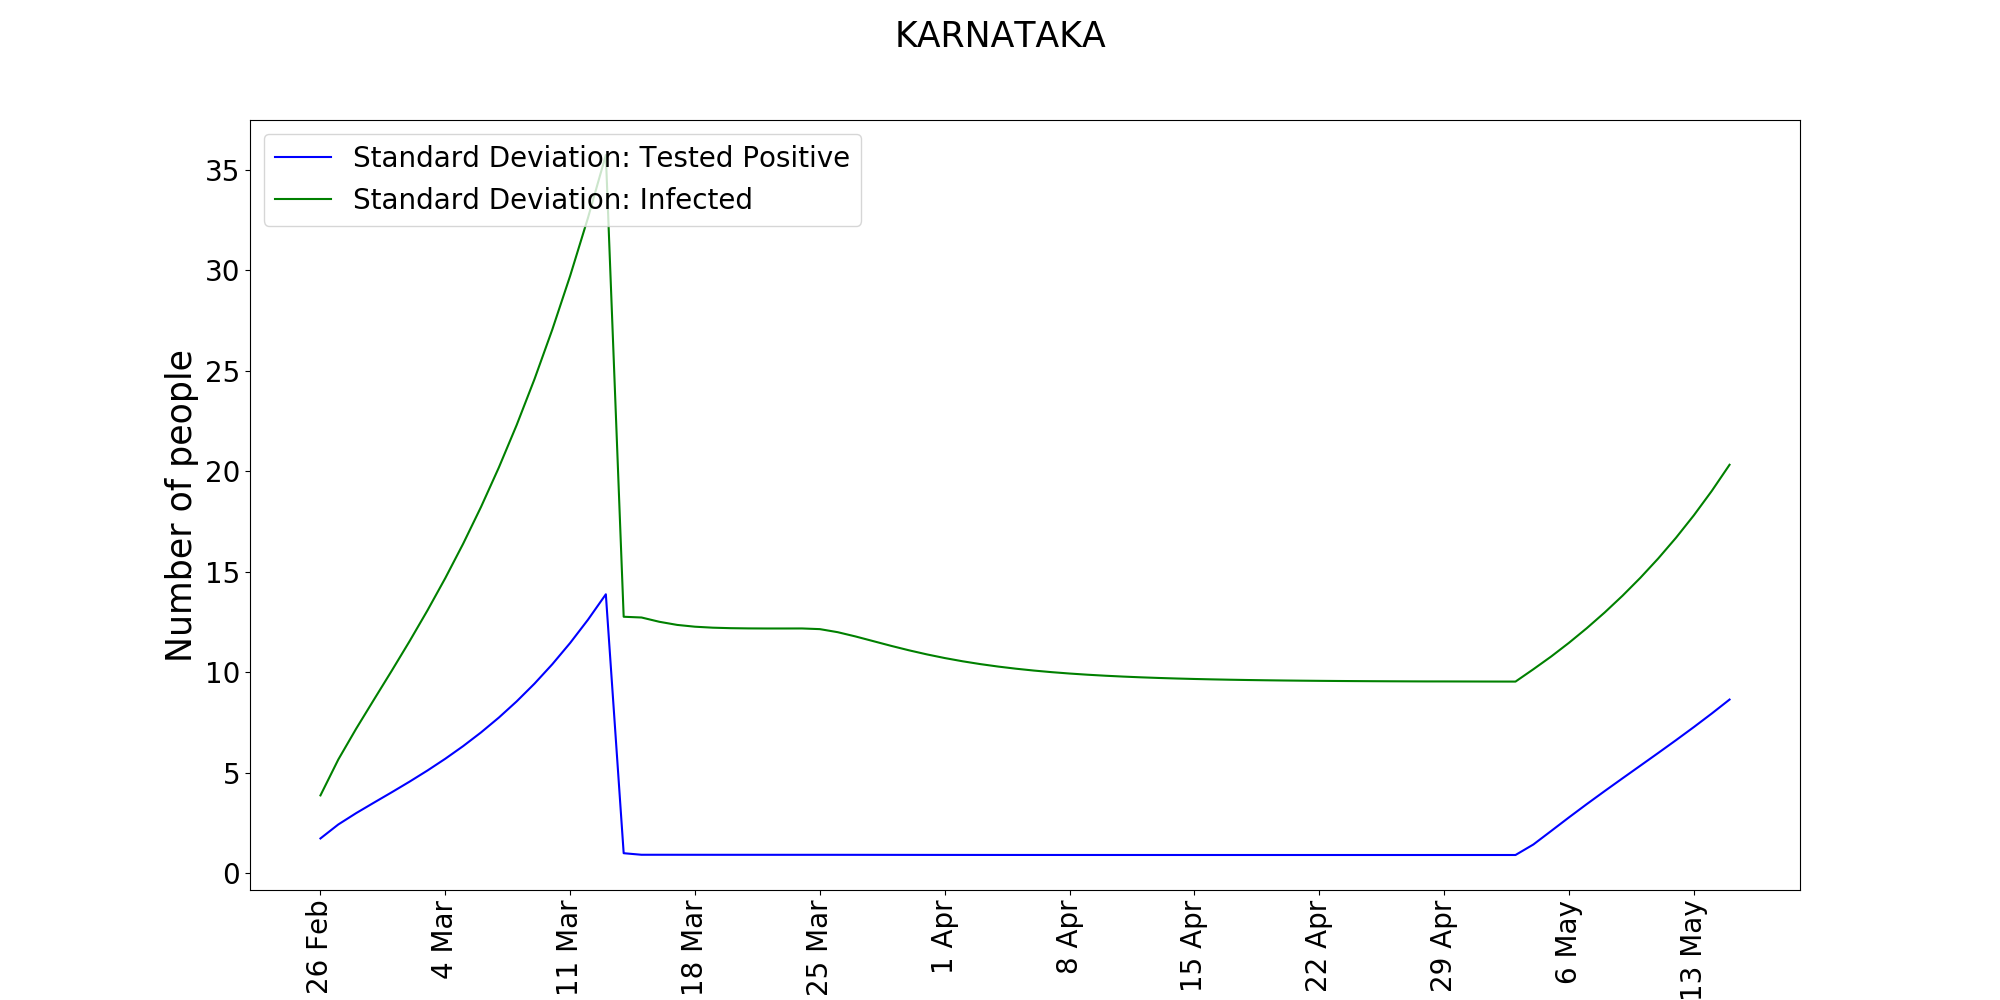 KARNATAKA
Standard Deviation: Tested Positive
Standard Deviation: Infected
Number of people
35
30
25
20
15
10
5
0
26 Feb
4 Mar
11 Mar
18 Mar
25 Mar
1 Apr
8 Apr
15 Apr
22 Apr
29 Apr
6 May
13 May